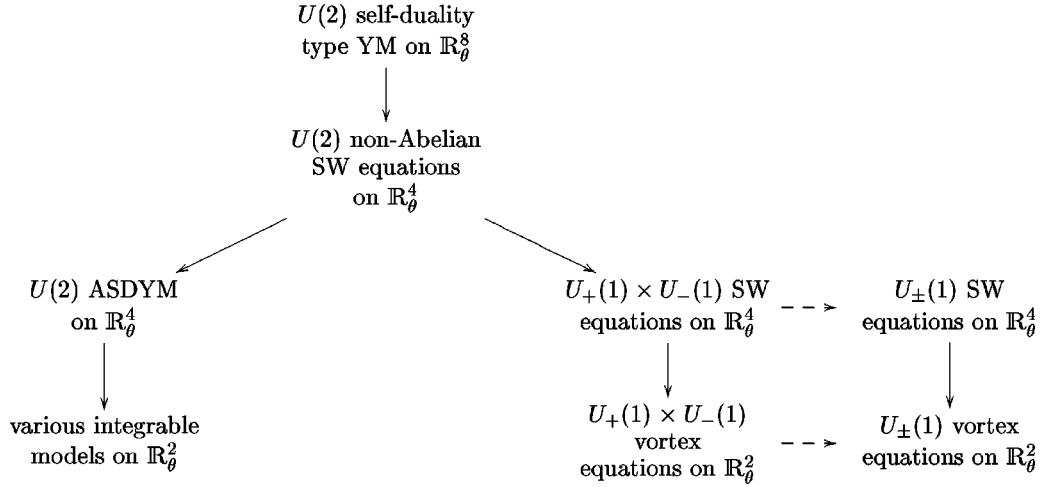 U(2) self-duality
type YM on ℝ⁸_θ
U(2) non-Abelian
SW equations
on ℝ⁴_θ
U(2) ASDYM
on ℝ⁴_θ
U₊(1) × U₋(1) SW
equations on ℝ⁴_θ
U±(1) SW
equations on ℝ⁴_θ
various integrable
models on ℝ²_θ
U₊(1) × U₋(1)
vortex
equations on ℝ²_θ
U±(1) vortex
equations on ℝ²_θ